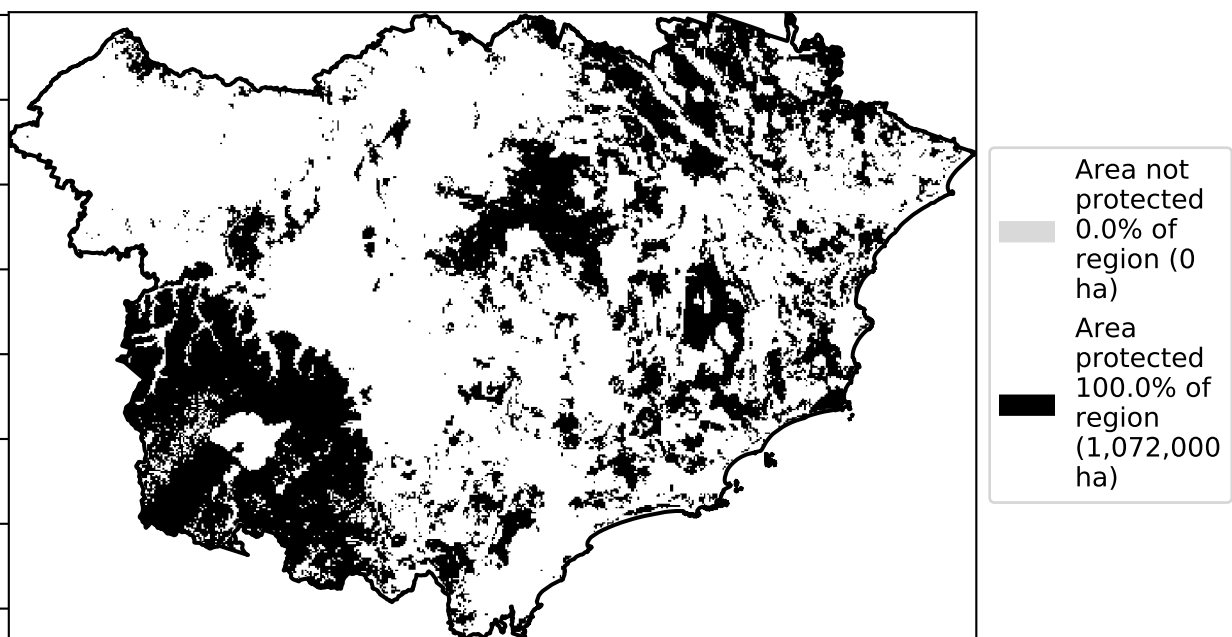 Area not
protected
0.0% of
region (0
ha)
Area
protected
100.0% of
region
(1,072,000
ha)